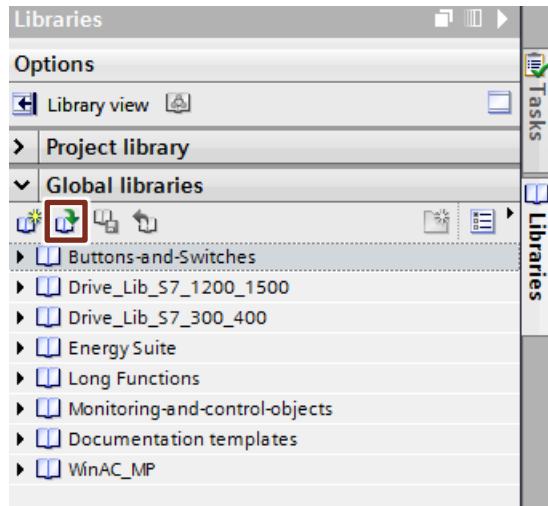 Libraries
Options
Library view
Project library
Global libraries
Buttons-and-Switches
Drive_Lib_S7_1200_1500
Drive_Lib_S7_300_400
Energy Suite
Long Functions
Monitoring-and-control-objects
Documentation templates
WinAC_MP
Tasks
Libraries